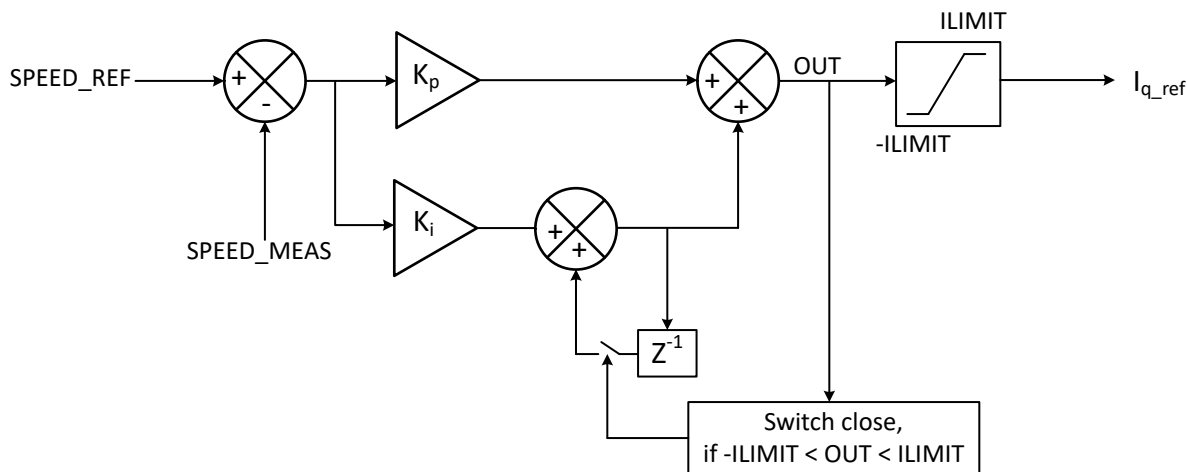 ILIMIT
SPEED_REF
+
-
Kp
+
+
OUT
Iq_ref
-ILIMIT
SPEED_MEAS
Ki
+
+
Z-1
Switch close,
if -ILIMIT < OUT < ILIMIT